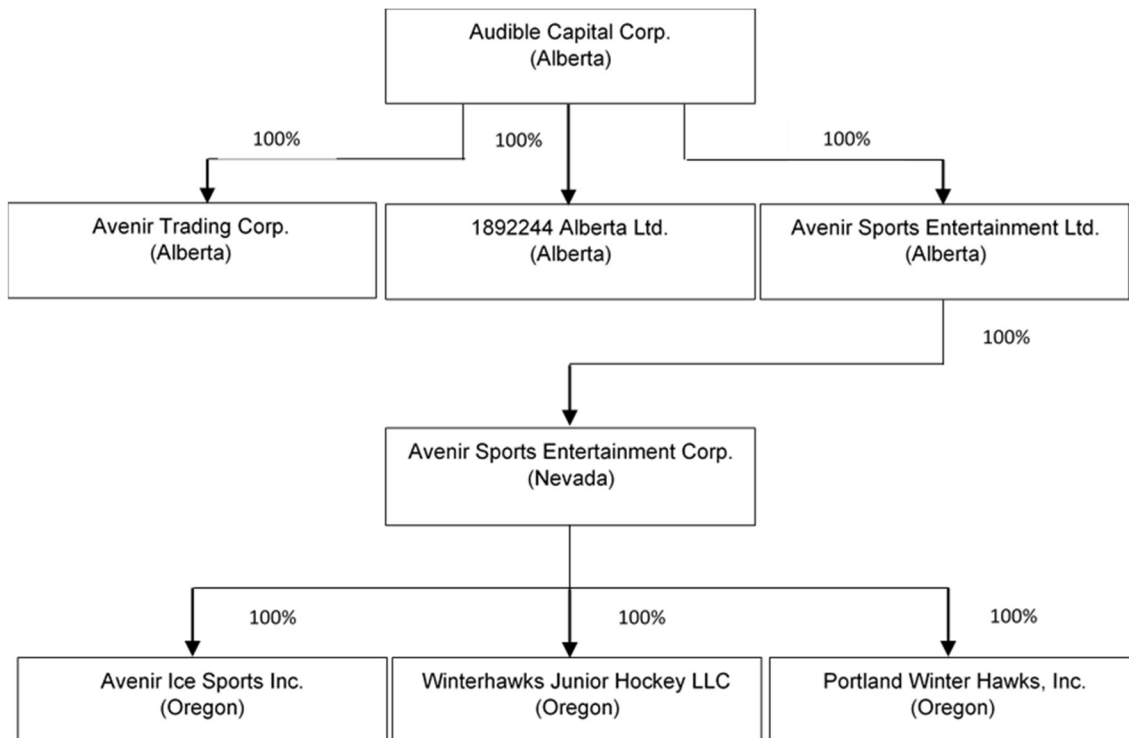 Audible Capital Corp.
(Alberta)
100%
100%
100%
Avenir Trading Corp.
(Alberta)
1892244 Alberta Ltd.
(Alberta)
Avenir Sports Entertainment Ltd.
(Alberta)
100%
Avenir Sports Entertainment Corp.
(Nevada)
100%
100%
100%
Avenir Ice Sports Inc.
(Oregon)
Winterhawks Junior Hockey LLC
(Oregon)
Portland Winter Hawks, Inc.
(Oregon)